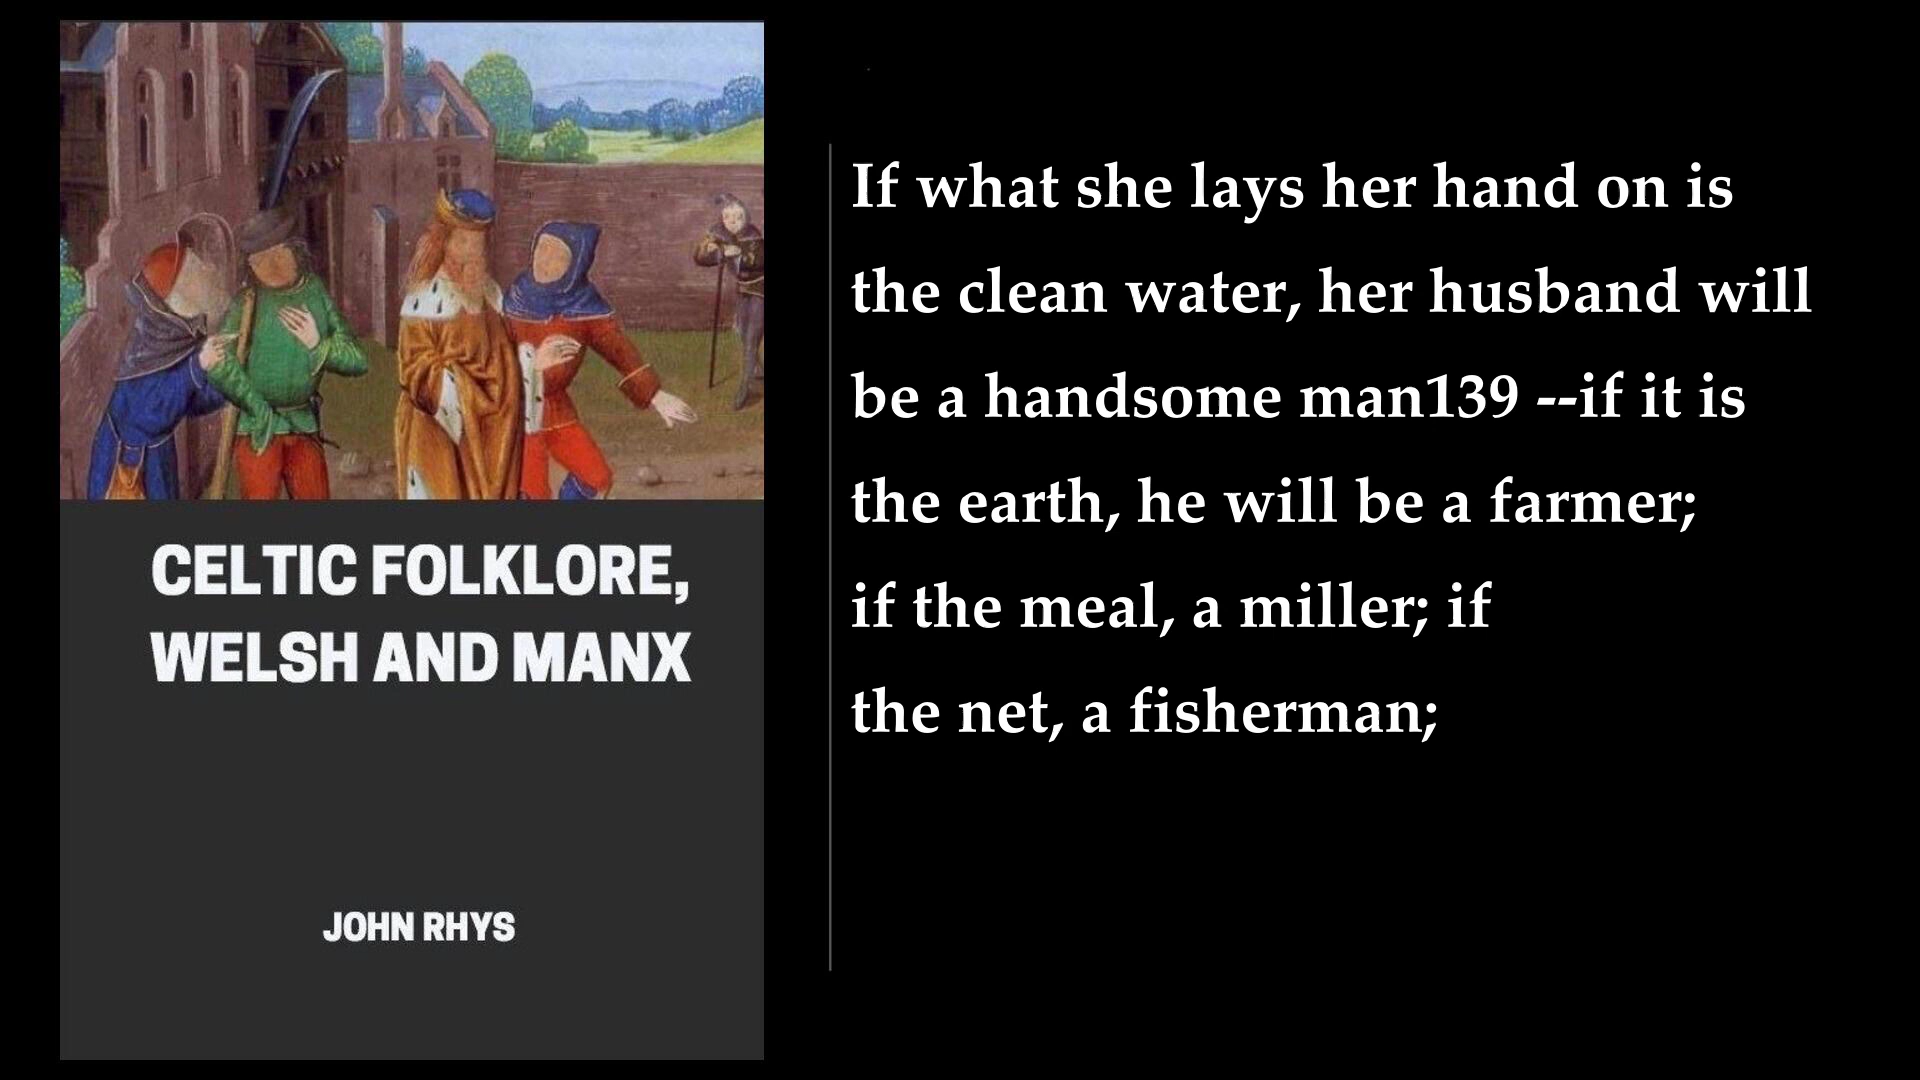 CELTIC FOLKLORE,
WELSH AND MANX
JOHN RHYS
If what she lays her hand on is
the clean water, her husband will
be a handsome man139 --if it is
the earth, he will be a farmer;
if the meal, a miller; if
the net, a fisherman;